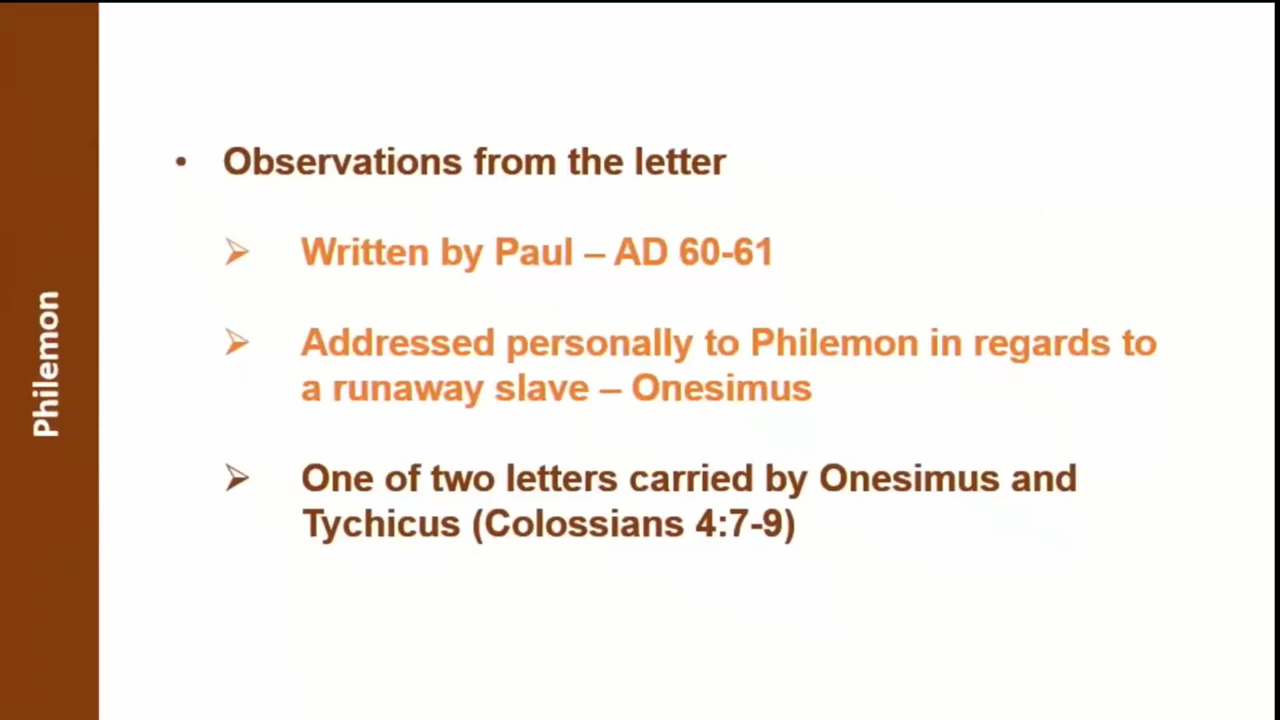 Philemon
• Observations from the letter
➢ Written by Paul – AD 60-61
➢ Addressed personally to Philemon in regards to
a runaway slave – Onesimus
➢ One of two letters carried by Onesimus and
Tychicus (Colossians 4:7-9)